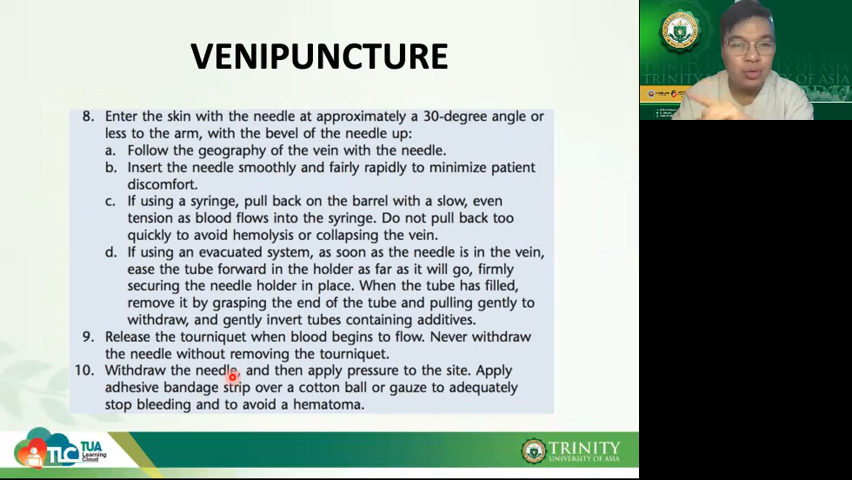 VENIPUNCTURE
8. Enter the skin with the needle at approximately a 30-degree angle or
less to the arm, with the bevel of the needle up:
a. Follow the geography of the vein with the needle.
b. Insert the needle smoothly and fairly rapidly to minimize patient
discomfort.
c. If using a syringe, pull back on the barrel with a slow, even
tension as blood flows into the syringe. Do not pull back too
quickly to avoid hemolysis or collapsing the vein.
d. If using an evacuated system, as soon as the needle is in the vein,
ease the tube forward in the holder as far as it will go, firmly
securing the needle holder in place. When the tube has filled,
remove it by grasping the end of the tube and pulling gently to
withdraw, and gently invert tubes containing additives.
9. Release the tourniquet when blood begins to flow. Never withdraw
the needle without removing the tourniquet.
10. Withdraw the needle, and then apply pressure to the site. Apply
adhesive bandage strip over a cotton ball or gauze to adequately
stop bleeding and to avoid a hematoma.
TLC TUA
Learning
Cloud
TRINITY
UNIVERSITY OF ASIA
TRINITY